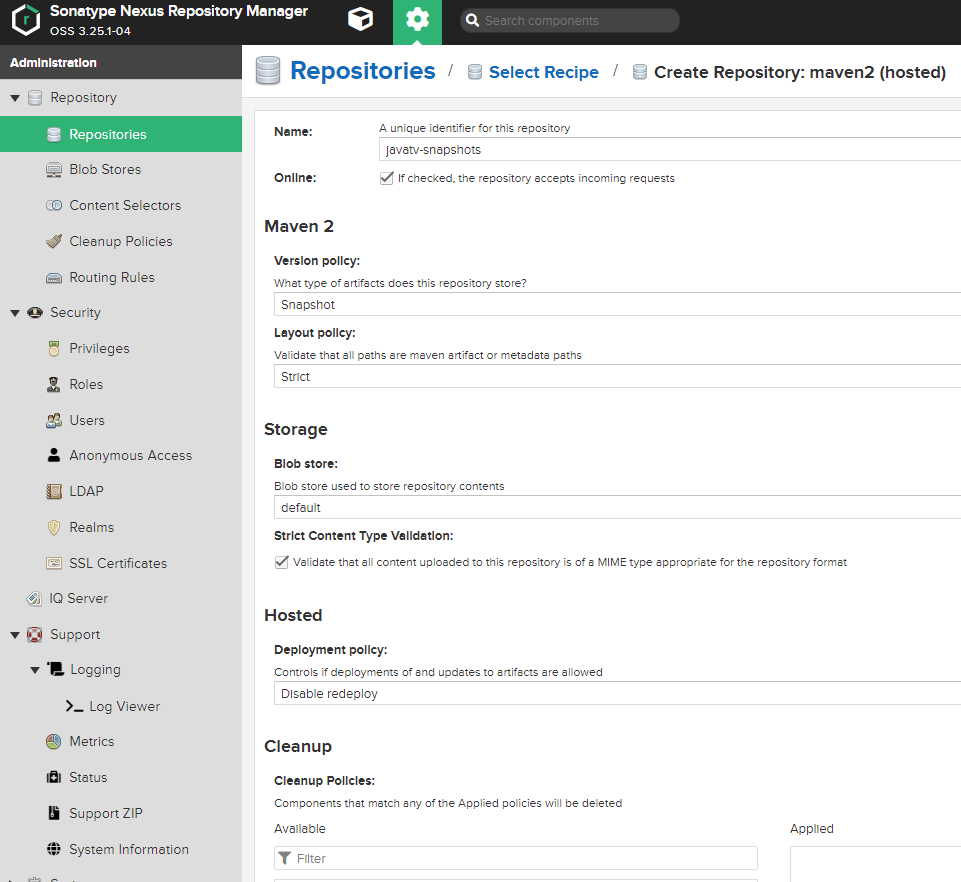 Sonatype Nexus Repository Manager
OSS 3.25.1-04
Search components
Administration
Repository
Repositories
Blob Stores
Content Selectors
Cleanup Policies
Routing Rules
Security
Privileges
Roles
Users
Anonymous Access
LDAP
Realms
SSL Certificates
IQ Server
Support
Logging
Log Viewer
Metrics
Status
Support ZIP
System Information
Repositories / Select Recipe / Create Repository: maven2 (hosted)
Name: A unique identifier for this repository
javatv-snapshots
Online: If checked, the repository accepts incoming requests
Maven 2
Version policy:
What type of artifacts does this repository store?
Snapshot
Layout policy:
Validate that all paths are maven artifact or metadata paths
Strict
Storage
Blob store:
Blob store used to store repository contents
default
Strict Content Type Validation:
Validate that all content uploaded to this repository is of a MIME type appropriate for the repository format
Hosted
Deployment policy:
Controls if deployments of and updates to artifacts are allowed
Disable redeploy
Cleanup
Cleanup Policies:
Components that match any of the Applied policies will be deleted
Available Applied
Filter